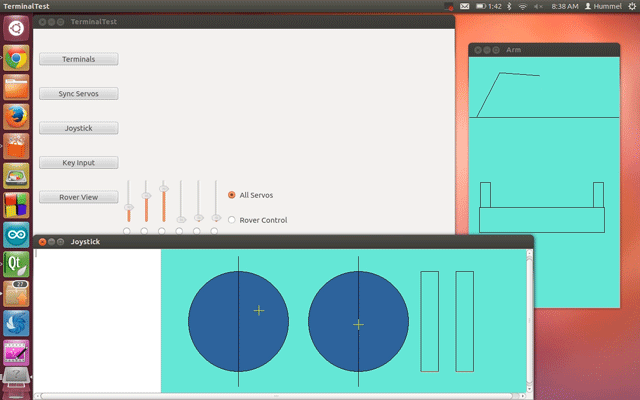 TerminalTest
1:42
8:38 AM
Hummel
TerminalTest
Arm
Terminals
Sync Servos
Joystick
Key Input
Rover View
All Servos
Rover Control
Joystick
Qt
27